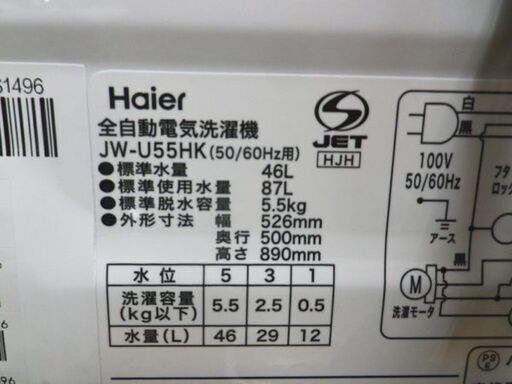 S1496
Haier
全自動電気洗濯機
JW-U55HK(50/60Hz用)
●標準水量 46L
●標準使用水量 87L
●標準脱水容量 5.5kg
●外形寸法 幅 526mm
奥行 500mm
高さ 890mm
S
JET
HJH
水位 5 3 1
洗濯容量(kg以下) 5.5 2.5 0.5
水量(L) 46 29 12
白
黒
100V
50/60Hz
アース
黒
M
洗濯モータ
フタ
ロック
PS
E